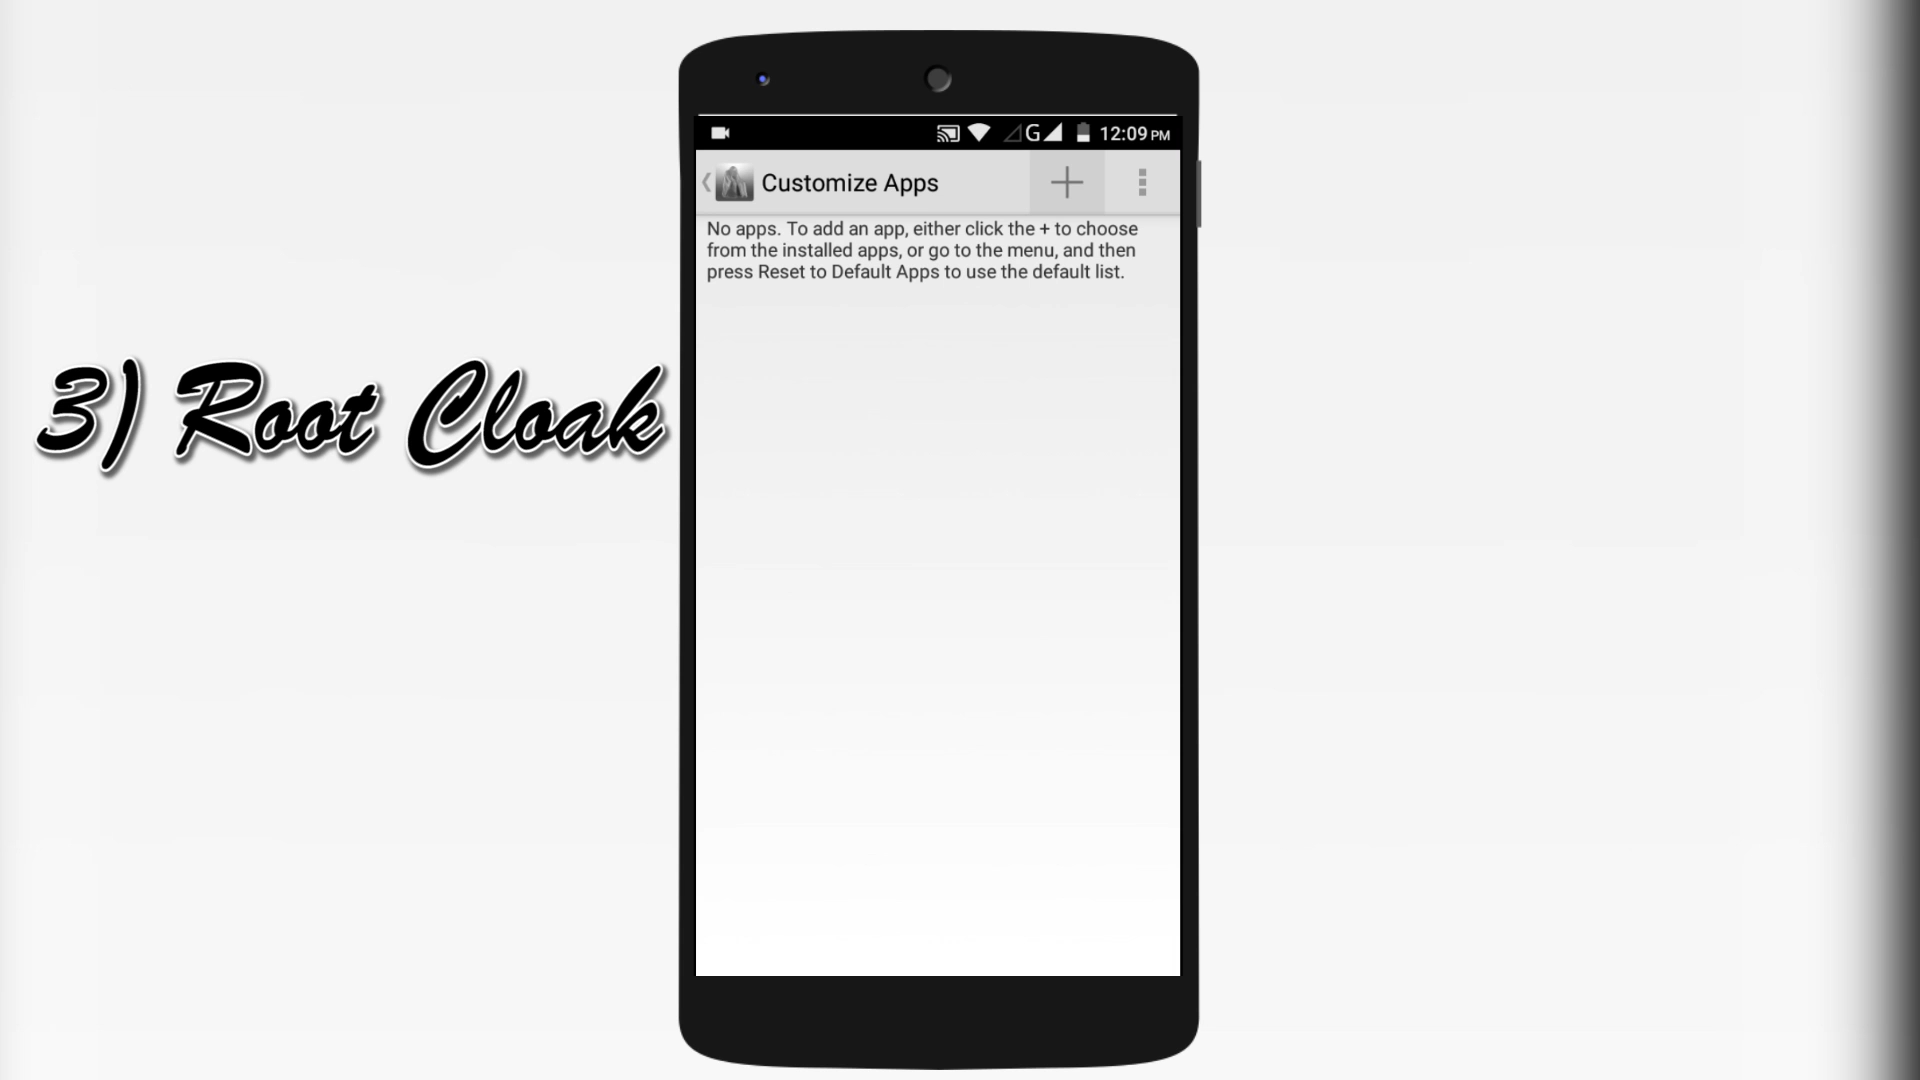 3) Root Cloak
G 12:09 PM
Customize Apps
No apps. To add an app, either click the + to choose
from the installed apps, or go to the menu, and then
press Reset to Default Apps to use the default list.